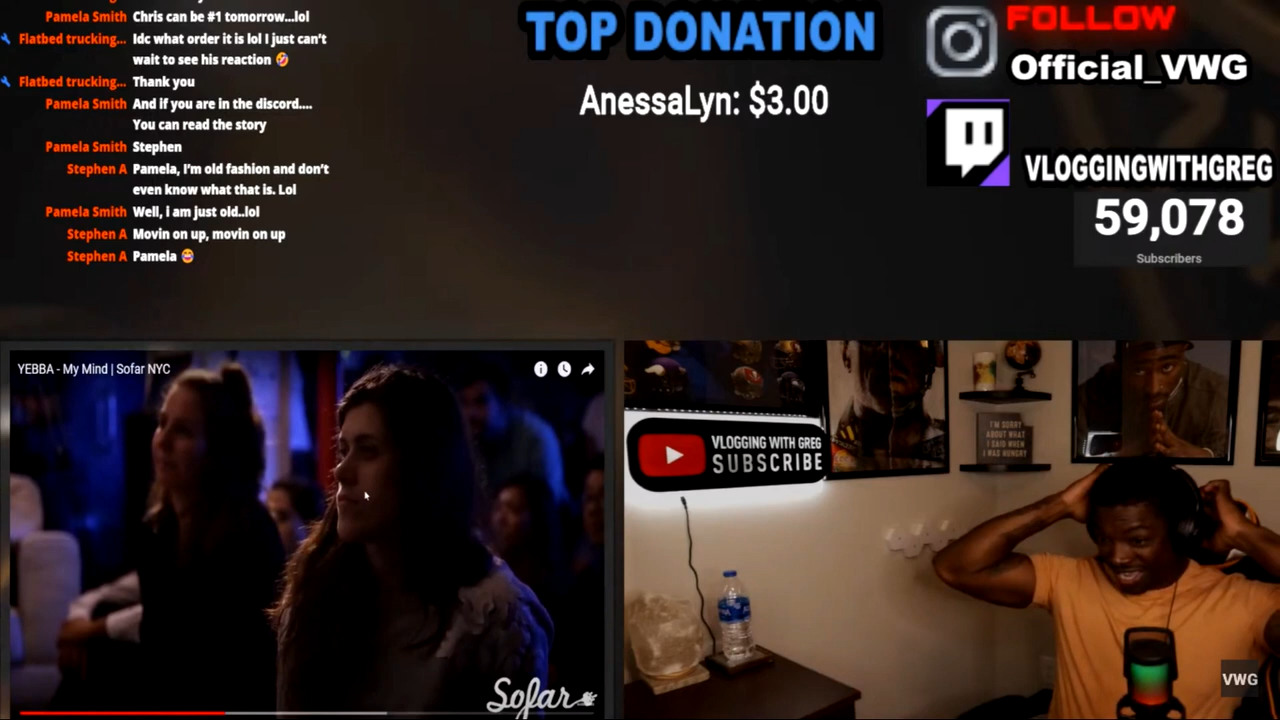 Pamela Smith Chris can be #1 tomorrow...lol
Flatbed trucking... Idc what order it is lol I just can't
wait to see his reaction 🤣
Flatbed trucking... Thank you
Pamela Smith And if you are in the discord....
You can read the story
Pamela Smith Stephen
Stephen A Pamela, I'm old fashion and don't
even know what that is. Lol
Pamela Smith Well, i am just old..lol
Stephen A Movin on up, movin on up
Stephen A Pamela 😂
TOP DONATION
AnessaLyn: $3.00
FOLLOW
Official_VWG
VLOGGINGWITHGREG
59,078
Subscribers
YEBBA - My Mind | Sofar NYC
Sofar
VLOGGING WITH GREG
SUBSCRIBE
I'M SORRY
ABOUT WHAT
I SAID WHEN
I WAS HUNGRY
VWG